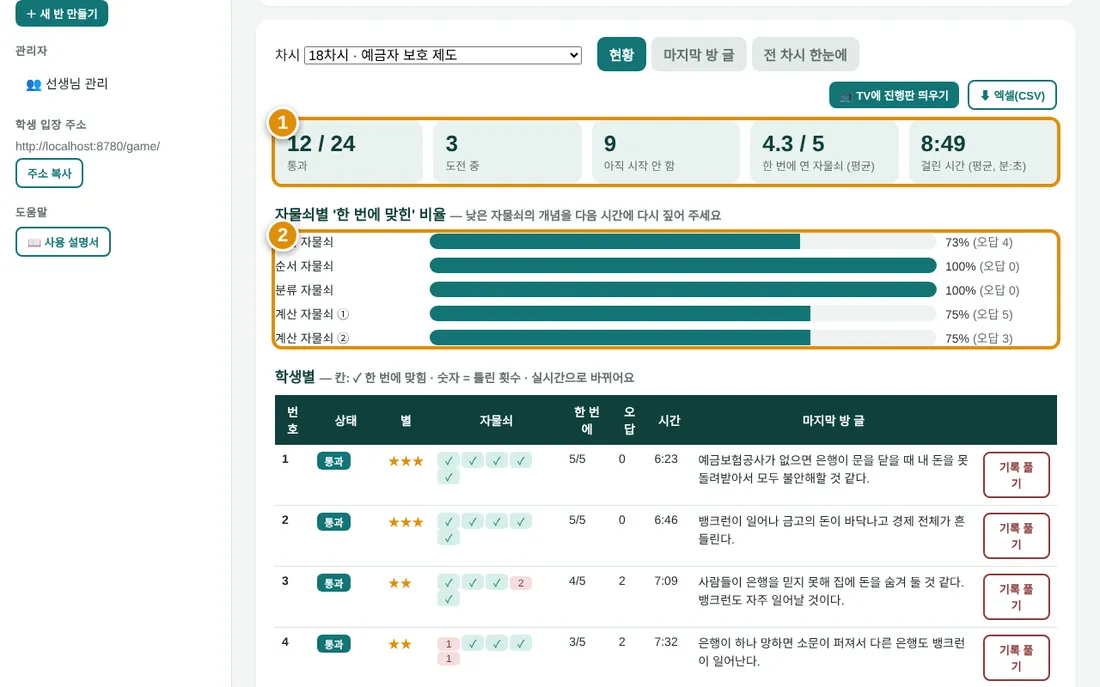 + 새 반 만들기
관리자
👥 선생님 관리
학생 입장 주소
http://localhost:8780/game/
주소 복사
도움말
📖 사용 설명서
차시 18차시 · 예금자 보호 제도
현황
마지막 방 글
전 차시 한눈에
📺 TV에 진행판 띄우기
⬇ 엑셀(CSV)
1
12 / 24
통과
3
도전 중
9
아직 시작 안 함
4.3 / 5
한 번에 연 자물쇠 (평균)
8:49
걸린 시간 (평균, 분:초)
자물쇠별 '한 번에 맞힌' 비율 — 낮은 자물쇠의 개념을 다음 시간에 다시 짚어 주세요
2
자물쇠 73% (오답 4)
순서 자물쇠 100% (오답 0)
분류 자물쇠 100% (오답 0)
계산 자물쇠 ① 75% (오답 5)
계산 자물쇠 ② 75% (오답 3)
학생별 — 칸: ✓ 한 번에 맞힘 · 숫자 = 틀린 횟수 · 실시간으로 바뀌어요
번호 상태 별 자물쇠 한 번에 오답 시간 마지막 방 글
1 통과 ★★★ ✓ ✓ ✓ ✓ ✓ 5/5 0 6:23
예금보험공사가 없으면 은행이 문을 닫을 때 내 돈을 못
돌려받아서 모두 불안해할 것 같다.
기록 풀기
2 통과 ★★★ ✓ ✓ ✓ ✓ ✓ 5/5 0 6:46
뱅크런이 일어나 금고의 돈이 바닥나고 경제 전체가 흔
들린다.
기록 풀기
3 통과 ★★ ✓ ✓ ✓ 2 ✓ 4/5 2 7:09
사람들이 은행을 믿지 못해 집에 돈을 숨겨 둘 것 같다.
뱅크런도 자주 일어날 것이다.
기록 풀기
4 통과 ★★ 1 ✓ ✓ ✓ 1 3/5 2 7:32
은행이 하나 망하면 소문이 퍼져서 다른 은행도 뱅크런
이 일어난다.
기록 풀기